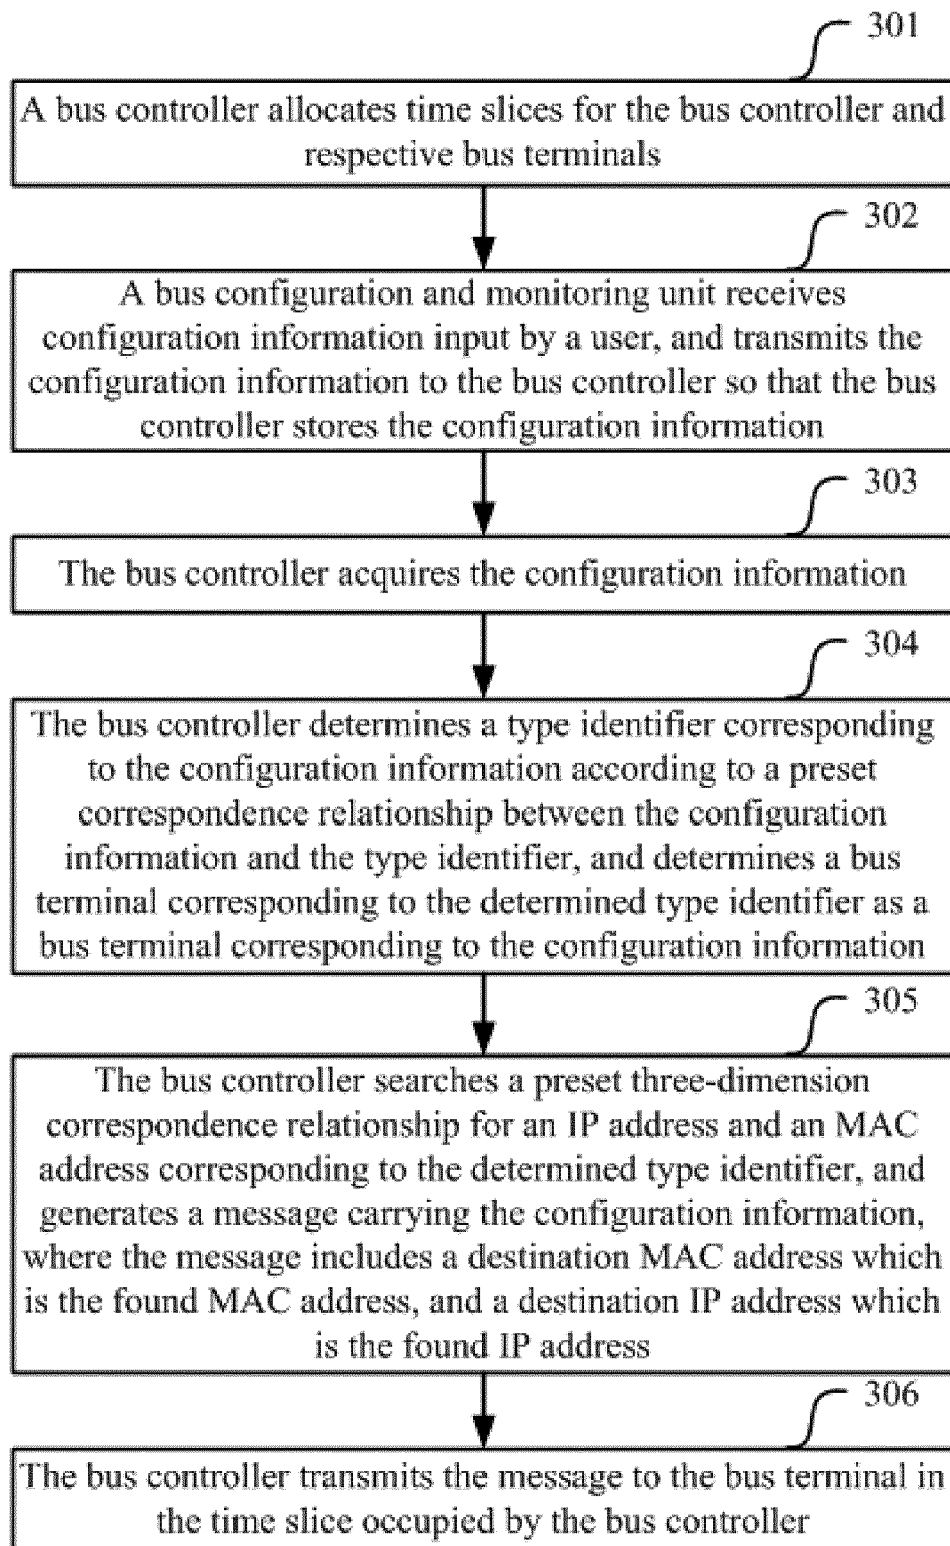 301
A bus controller allocates time slices for the bus controller and
respective bus terminals
302
A bus configuration and monitoring unit receives
configuration information input by a user, and transmits the
configuration information to the bus controller so that the bus
controller stores the configuration information
303
The bus controller acquires the configuration information
304
The bus controller determines a type identifier corresponding
to the configuration information according to a preset
correspondence relationship between the configuration
information and the type identifier, and determines a bus
terminal corresponding to the determined type identifier as a
bus terminal corresponding to the configuration information
305
The bus controller searches a preset three-dimension
correspondence relationship for an IP address and an MAC
address corresponding to the determined type identifier, and
generates a message carrying the configuration information,
where the message includes a destination MAC address which
is the found MAC address, and a destination IP address which
is the found IP address
306
The bus controller transmits the message to the bus terminal in
the time slice occupied by the bus controller